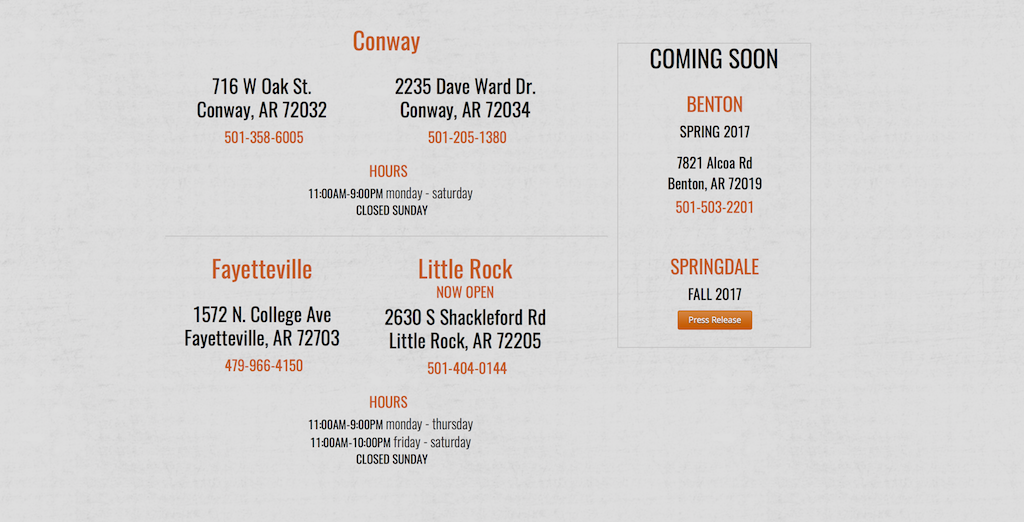 Conway
716 W Oak St.
Conway, AR 72032
501-358-6005
2235 Dave Ward Dr.
Conway, AR 72034
501-205-1380
HOURS
11:00AM-9:00PM monday - saturday
CLOSED SUNDAY
Fayetteville
1572 N. College Ave
Fayetteville, AR 72703
479-966-4150
Little Rock
NOW OPEN
2630 S Shackleford Rd
Little Rock, AR 72205
501-404-0144
HOURS
11:00AM-9:00PM monday - thursday
11:00AM-10:00PM friday - saturday
CLOSED SUNDAY
COMING SOON
BENTON
SPRING 2017
7821 Alcoa Rd
Benton, AR 72019
501-503-2201
SPRINGDALE
FALL 2017
Press Release